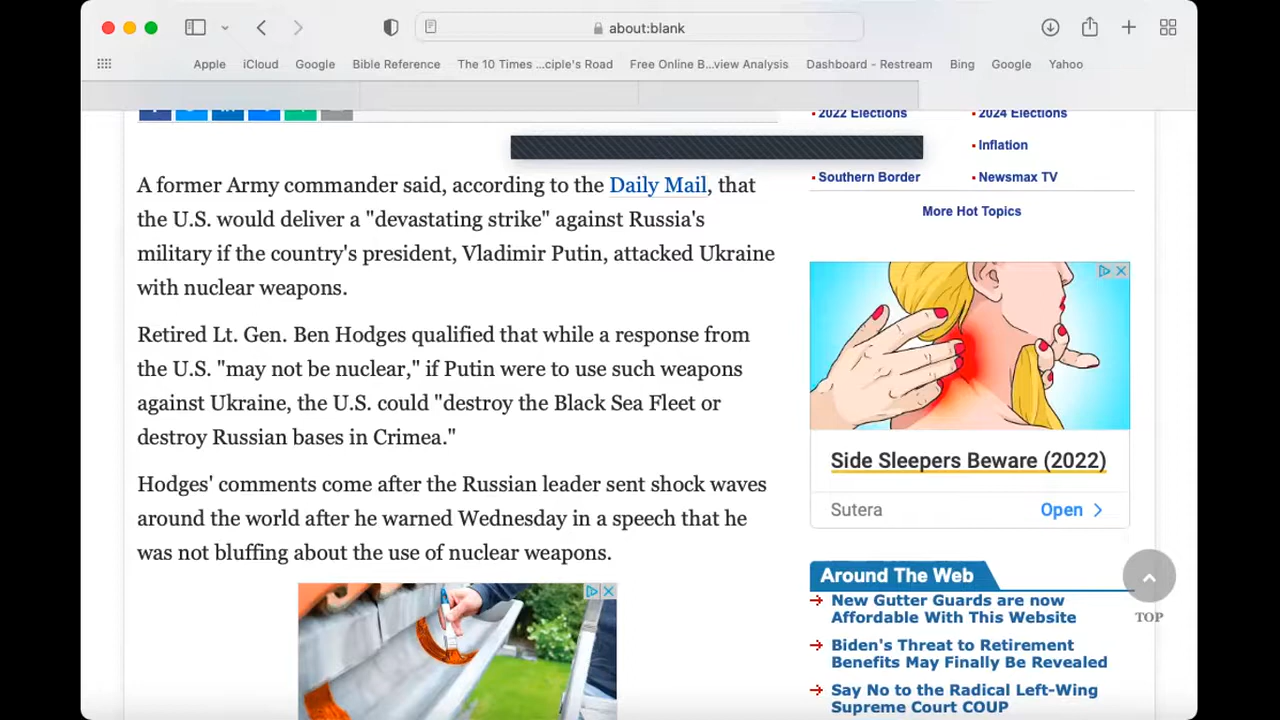 about:blank
Apple iCloud Google Bible Reference The 10 Times ...ciple's Road Free Online B...view Analysis Dashboard - Restream Bing Google Yahoo
2022 Elections
2024 Elections
Inflation
Southern Border
Newsmax TV
More Hot Topics
A former Army commander said, according to the Daily Mail, that
the U.S. would deliver a "devastating strike" against Russia's
military if the country's president, Vladimir Putin, attacked Ukraine
with nuclear weapons.
Retired Lt. Gen. Ben Hodges qualified that while a response from
the U.S. "may not be nuclear," if Putin were to use such weapons
against Ukraine, the U.S. could "destroy the Black Sea Fleet or
destroy Russian bases in Crimea."
Hodges' comments come after the Russian leader sent shock waves
around the world after he warned Wednesday in a speech that he
was not bluffing about the use of nuclear weapons.
Side Sleepers Beware (2022)
Sutera
Open
Around The Web
New Gutter Guards are now
Affordable With This Website
Biden's Threat to Retirement
Benefits May Finally Be Revealed
Say No to the Radical Left-Wing
Supreme Court COUP
TOP